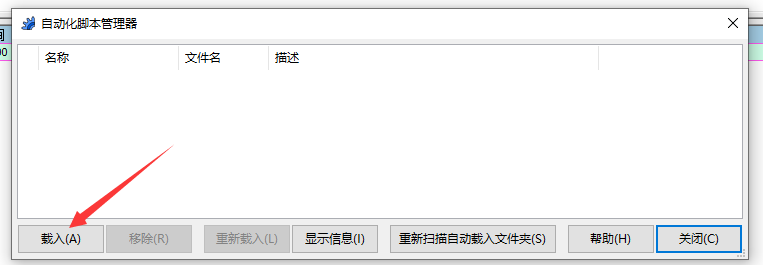 自动化脚本管理器
名称 文件名 描述
00
载入(A) 移除(R) 重新载入(L) 显示信息(I) 重新扫描自动载入文件夹(S) 帮助(H) 关闭(C)